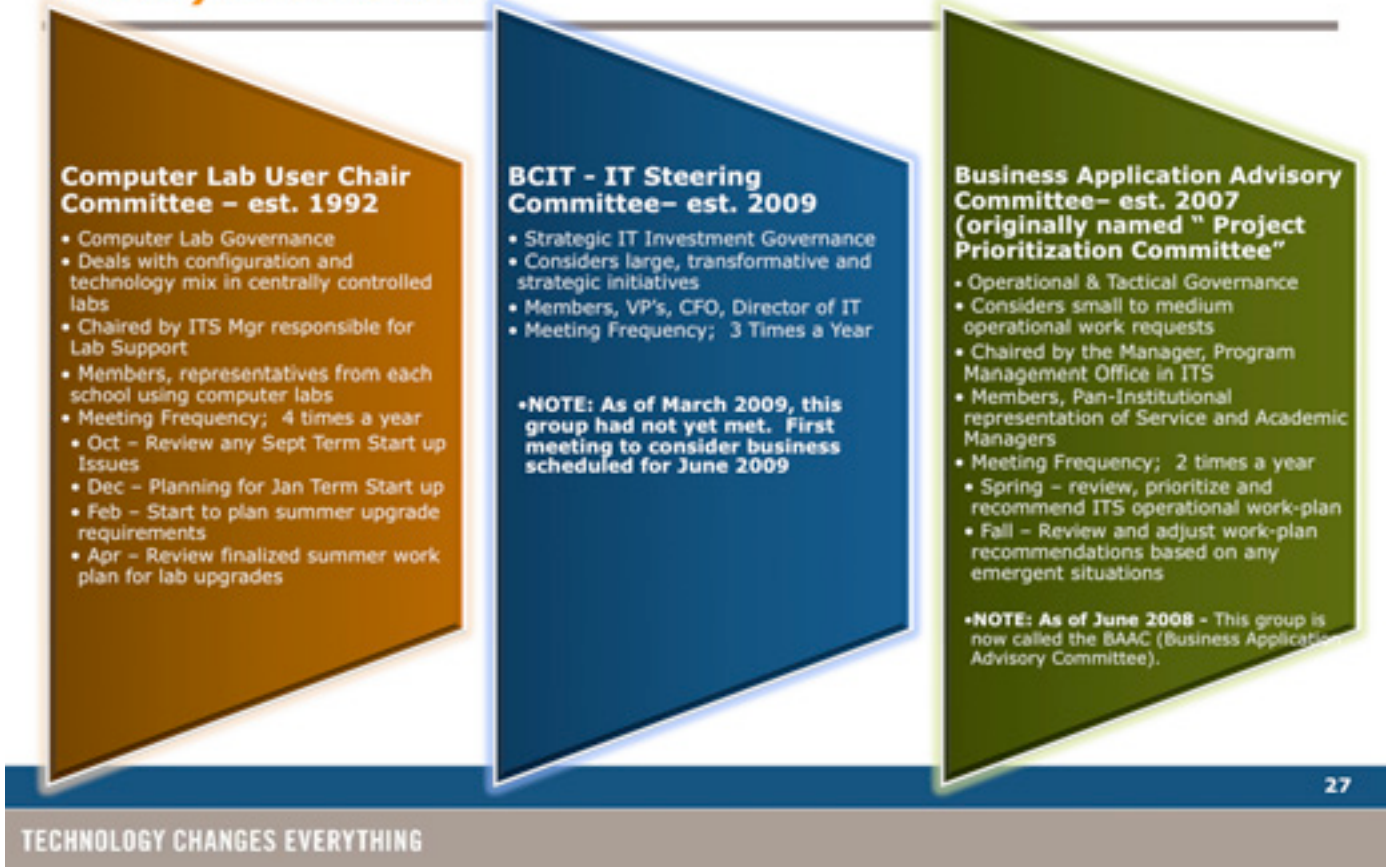 Computer Lab User Chair
Committee – est. 1992
• Computer Lab Governance
• Deals with configuration and
technology mix in centrally controlled
labs
• Chaired by ITS Mgr responsible for
Lab Support
• Members, representatives from each
school using computer labs
• Meeting Frequency;  4 times a year
• Oct – Review any Sept Term Start up
Issues
• Dec – Planning for Jan Term Start up
• Feb – Start to plan summer upgrade
requirements
• Apr – Review finalized summer work
plan for lab upgrades
BCIT - IT Steering
Committee– est. 2009
• Strategic IT Investment Governance
• Considers large, transformative and
strategic initiatives
• Members, VP's, CFO, Director of IT
• Meeting Frequency;  3 Times a Year
•NOTE: As of March 2009, this
group had not yet met.  First
meeting to consider business
scheduled for June 2009
Business Application Advisory
Committee– est. 2007
(originally named “ Project
Prioritization Committee”
• Operational & Tactical Governance
• Considers small to medium
operational work requests
• Chaired by the Manager, Program
Management Office in ITS
• Members, Pan-Institutional
representation of Service and Academic
Managers
• Meeting Frequency;  2 times a year
• Spring – review, prioritize and
recommend ITS operational work-plan
• Fall – Review and adjust work-plan
recommendations based on any
emergent situations
•NOTE: As of June 2008 - This group is
now called the BAAC (Business Application
Advisory Committee).
27
TECHNOLOGY CHANGES EVERYTHING